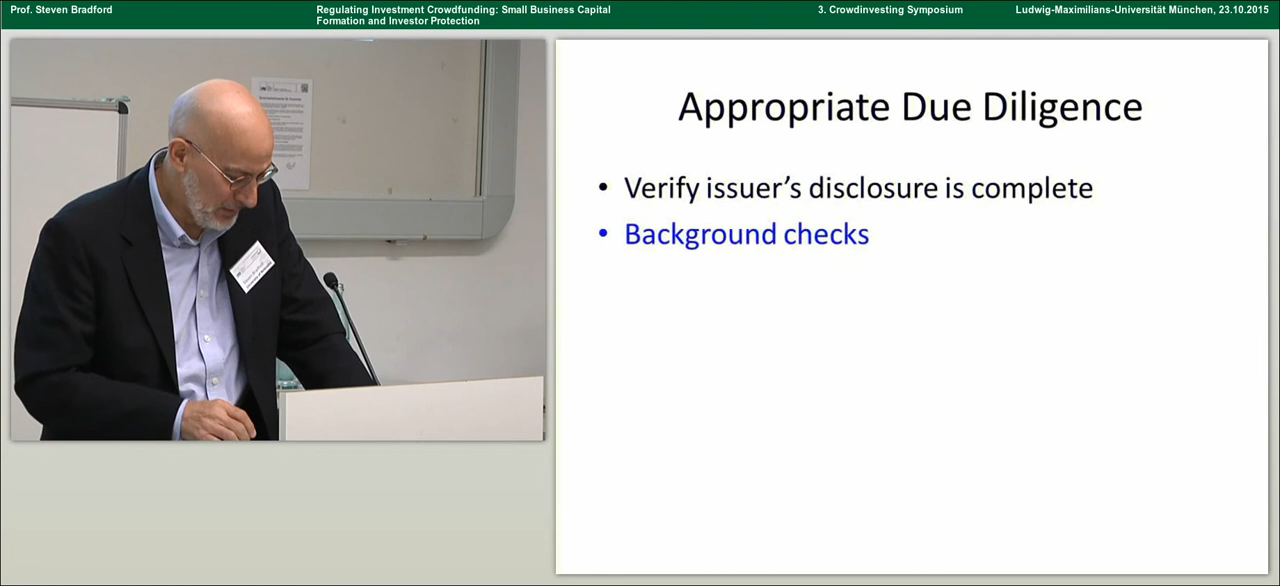 Prof. Steven Bradford
Regulating Investment Crowdfunding: Small Business Capital
Formation and Investor Protection
3. Crowdinvesting Symposium
Ludwig-Maximilians-Universität München, 23.10.2015
Appropriate Due Diligence
• Verify issuer’s disclosure is complete
• Background checks